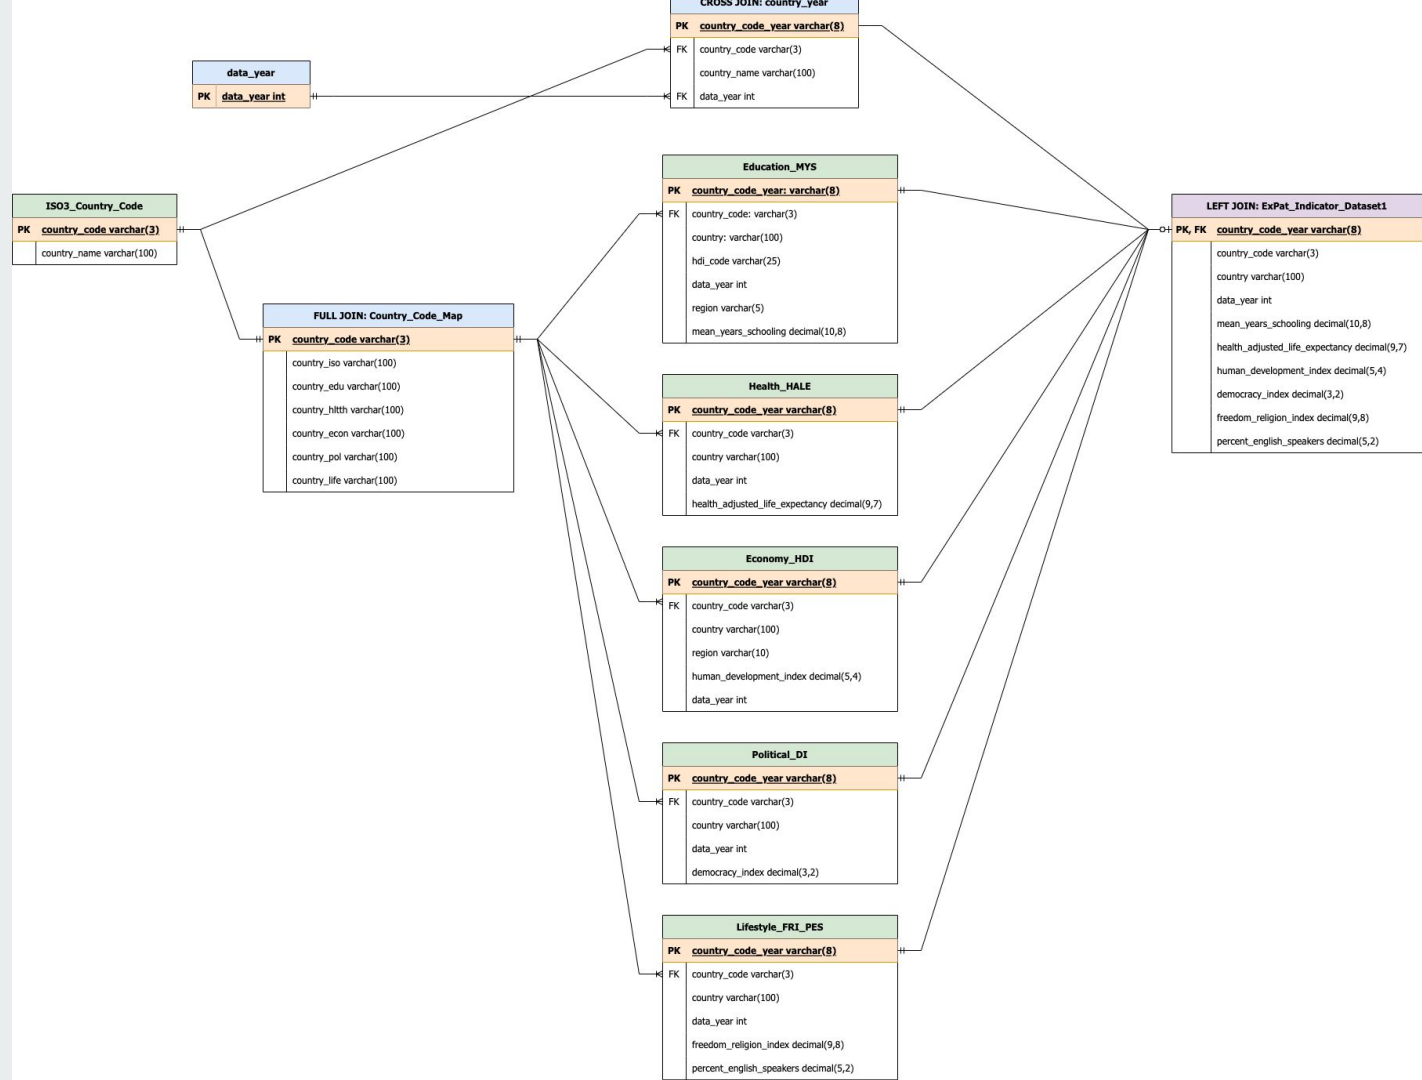 CROSS JOIN: country_year
PK country_code_year varchar(8)
FK country_code varchar(3)
country_name varchar(100)
FK data_year int
data_year
PK data_year int
ISO3_Country_Code
PK country_code varchar(3)
country_name varchar(100)
FULL JOIN: Country_Code_Map
PK country_code varchar(3)
country_iso varchar(100)
country_edu varchar(100)
country_hltth varchar(100)
country_econ varchar(100)
country_pol varchar(100)
country_life varchar(100)
Education_MYS
PK country_code_year: varchar(8)
FK country_code: varchar(3)
country: varchar(100)
hdi_code varchar(25)
data_year int
region varchar(5)
mean_years_schooling decimal(10,8)
Health_HALE
PK country_code_year varchar(8)
FK country_code varchar(3)
country varchar(100)
data_year int
health_adjusted_life_expectancy decimal(9,7)
Economy_HDI
PK country_code_year varchar(8)
FK country_code varchar(3)
country varchar(100)
region varchar(10)
human_development_index decimal(5,4)
data_year int
Political_DI
PK country_code_year varchar(8)
FK country_code varchar(3)
country varchar(100)
data_year int
democracy_index decimal(3,2)
Lifestyle_FRI_PES
PK country_code_year varchar(8)
FK country_code varchar(3)
country varchar(100)
data_year int
freedom_religion_index decimal(9,8)
percent_english_speakers decimal(5,2)
LEFT JOIN: ExPat_Indicator_Dataset1
PK, FK country_code_year varchar(8)
country_code varchar(3)
country varchar(100)
data_year int
mean_years_schooling decimal(10,8)
health_adjusted_life_expectancy decimal(9,7)
human_development_index decimal(5,4)
democracy_index decimal(3,2)
freedom_religion_index decimal(9,8)
percent_english_speakers decimal(5,2)